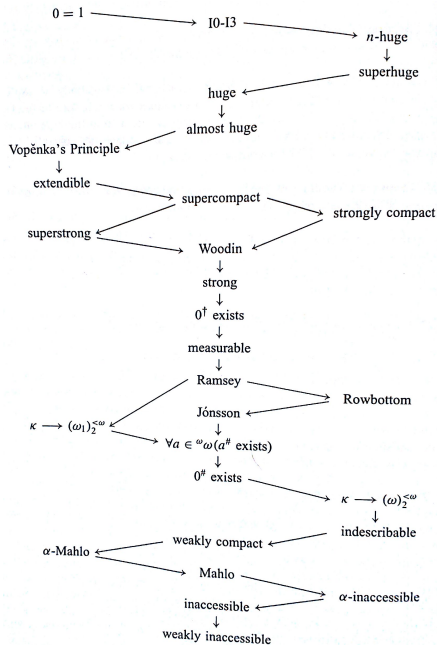 0 = 1
I0-I3
n-huge
superhuge
huge
almost huge
Vopěnka's Principle
extendible
supercompact
strongly compact
superstrong
Woodin
strong
0† exists
measurable
Ramsey
Rowbottom
Jónsson
κ ⟶ (ω₁)₂^{<ω}
∀a ∈ ^ωω(a^# exists)
0^# exists
κ ⟶ (ω)₂^{<ω}
indescribable
weakly compact
α-Mahlo
Mahlo
α-inaccessible
inaccessible
weakly inaccessible